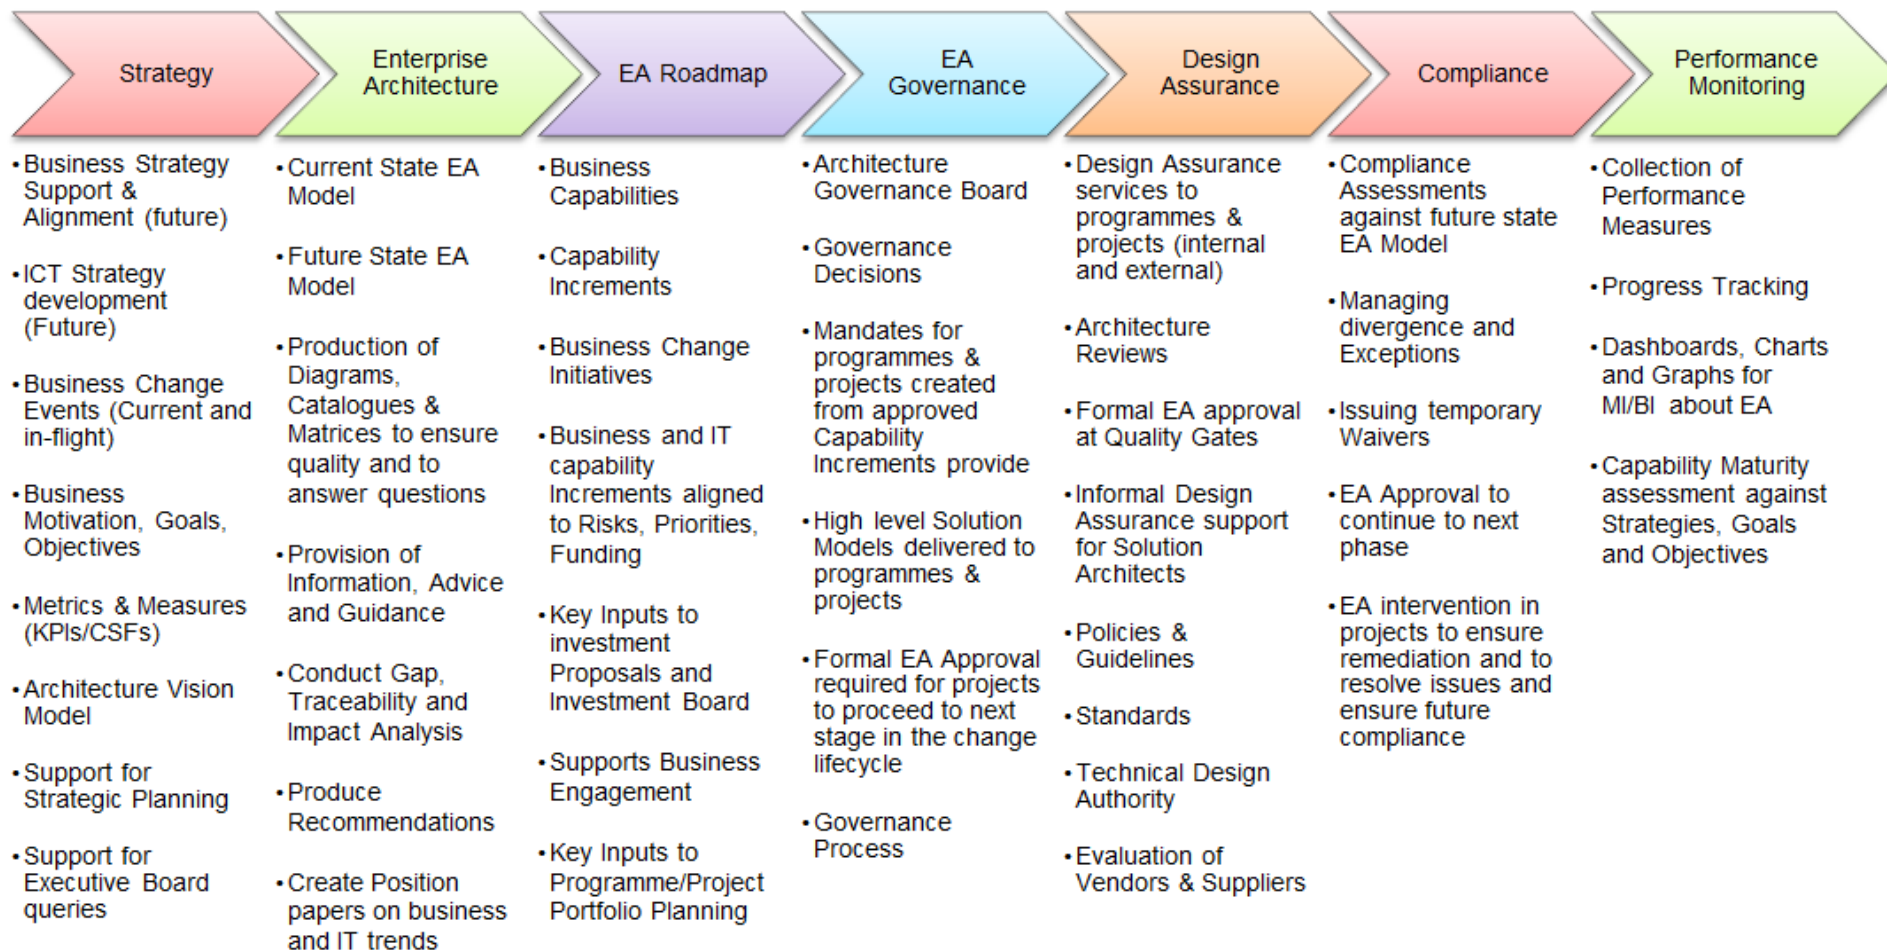 Strategy
Enterprise
Architecture
EA Roadmap
EA
Governance
Design
Assurance
Compliance
Performance
Monitoring
• Business Strategy
Support &
Alignment (future)
• ICT Strategy
development
(Future)
• Business Change
Events (Current and
in-flight)
• Business
Motivation, Goals,
Objectives
• Metrics & Measures
(KPIs/CSFs)
• Architecture Vision
Model
• Support for
Strategic Planning
• Support for
Executive Board
queries
• Current State EA
Model
• Future State EA
Model
• Production of
Diagrams,
Catalogues &
Matrices to ensure
quality and to
answer questions
• Provision of
Information, Advice
and Guidance
• Conduct Gap,
Traceability and
Impact Analysis
• Produce
Recommendations
• Create Position
papers on business
and IT trends
• Business
Capabilities
• Capability
Increments
• Business Change
Initiatives
• Business and IT
capability
Increments aligned
to Risks, Priorities,
Funding
• Key Inputs to
investment
Proposals and
Investment Board
• Supports Business
Engagement
• Key Inputs to
Programme/Project
Portfolio Planning
• Architecture
Governance Board
• Governance
Decisions
• Mandates for
programmes &
projects created
from approved
Capability
Increments provide
• High level Solution
Models delivered to
programmes &
projects
• Formal EA Approval
required for projects
to proceed to next
stage in the change
lifecycle
• Governance
Process
• Design Assurance
services to
programmes &
projects (internal
and external)
• Architecture
Reviews
• Formal EA approval
at Quality Gates
• Informal Design
Assurance support
for Solution
Architects
• Policies &
Guidelines
• Standards
• Technical Design
Authority
• Evaluation of
Vendors & Suppliers
• Compliance
Assessments
against future state
EA Model
• Managing
divergence and
Exceptions
• Issuing temporary
Waivers
• EA Approval to
continue to next
phase
• EA intervention in
projects to ensure
remediation and to
resolve issues and
ensure future
compliance
• Collection of
Performance
Measures
• Progress Tracking
• Dashboards, Charts
and Graphs for
MI/BI about EA
• Capability Maturity
assessment against
Strategies, Goals
and Objectives